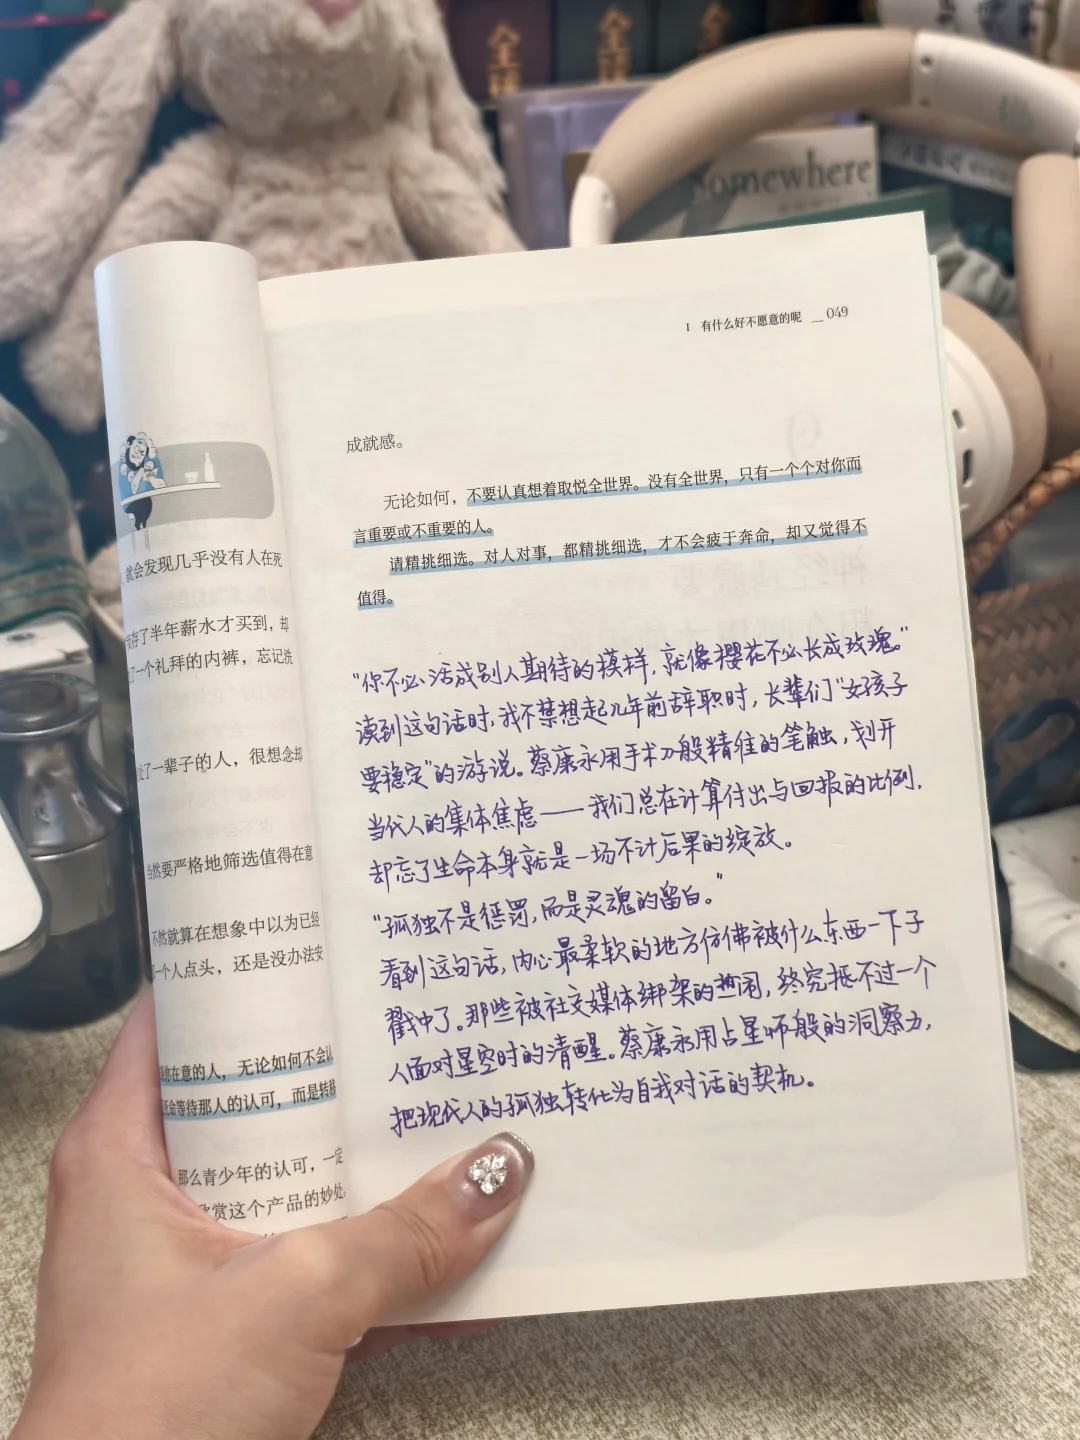 全球
全球
全球
Somewhere
I 有什么好不愿意的呢 __ 049
就会发现几乎没有人在死
存了半年薪水才买到，却
了一个礼拜的内裤，忘记洗
了一辈子的人，很想念却
当然要严格地筛选值得在意
不然就算在想象中以为已经
一个人点头，还是没办法安
你在意的人，无论如何不会认
命等待那人的认可，而是转移
那么青少年的认可，一定
欣赏这个产品的妙处
成就感。
无论如何，不要认真想着取悦全世界。没有全世界，只有一个个对你而
言重要或不重要的人。
请精挑细选。对人对事，都精挑细选，才不会疲于奔命，却又觉得不
值得。
“你不必活成别人期待的模样，就像樱花不必长成玫瑰。”
读到这句话时，我不禁想起几年前辞职时，长辈们“女孩子
要稳定”的游说。蔡康永用手术刀般精准的笔触，划开
当代人的集体焦虑——我们总在计算付出与回报的比例，
却忘了生命本身就是一场不计后果的绽放。
“孤独不是惩罚，而是灵魂的留白。”
看到这句话，内心最柔软的地方仿佛被什么东西一下子
戳中了。那些被社交媒体绑架的热闹，终究抵不过一个
人面对星空时的清醒。蔡康永用占星师般的洞察力，
把现代人的孤独转化为自我对话的契机。